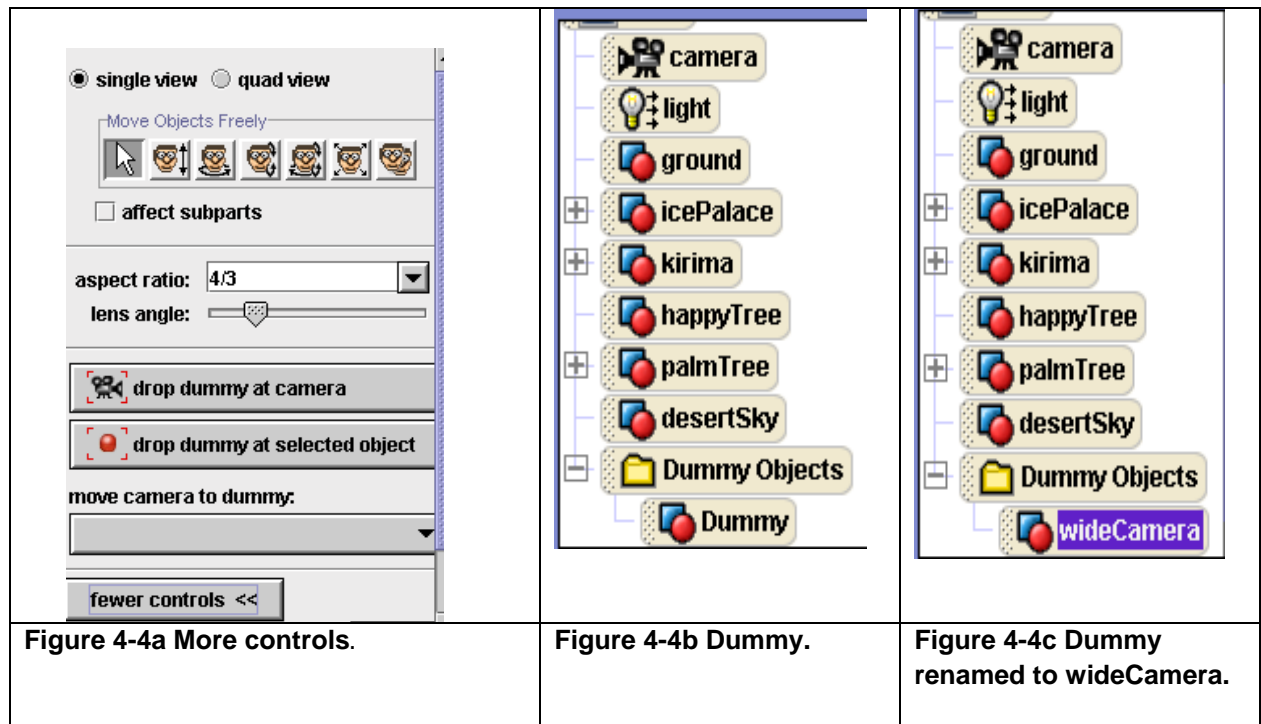 single view quad view
Move Objects Freely
affect subparts
aspect ratio: 4/3
lens angle:
drop dummy at camera
drop dummy at selected object
move camera to dummy:
fewer controls <<
Figure 4-4a More controls.
camera
light
ground
icePalace
kirima
happyTree
palmTree
desertSky
Dummy Objects
Dummy
Figure 4-4b Dummy.
camera
light
ground
icePalace
kirima
happyTree
palmTree
desertSky
Dummy Objects
wideCamera
Figure 4-4c Dummy
renamed to wideCamera.